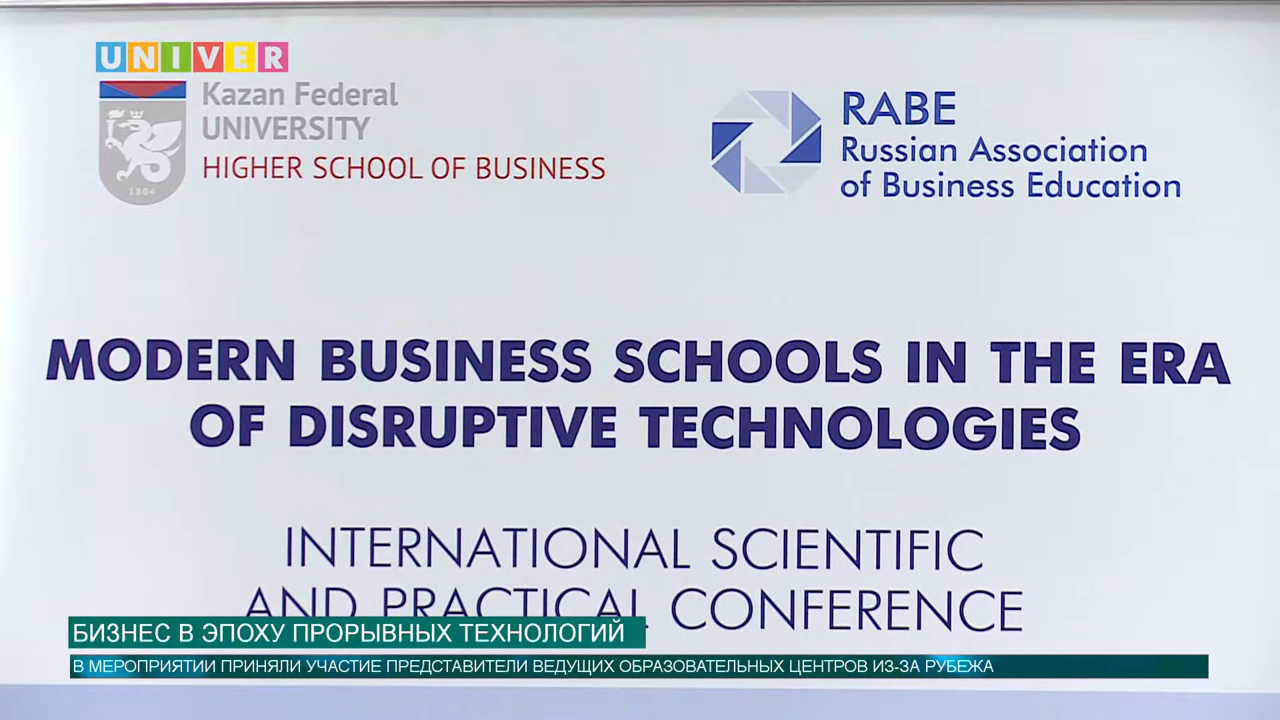 UNIVER
Kazan Federal
UNIVERSITY
HIGHER SCHOOL OF BUSINESS
1804
RABE
Russian Association
of Business Education
MODERN BUSINESS SCHOOLS IN THE ERA
OF DISRUPTIVE TECHNOLOGIES
INTERNATIONAL SCIENTIFIC
AND PRACTICAL CONFERENCE
БИЗНЕС В ЭПОХУ ПРОРЫВНЫХ ТЕХНОЛОГИЙ
В МЕРОПРИЯТИИ ПРИНЯЛИ УЧАСТИЕ ПРЕДСТАВИТЕЛИ ВЕДУЩИХ ОБРАЗОВАТЕЛЬНЫХ ЦЕНТРОВ ИЗ-ЗА РУБЕЖА